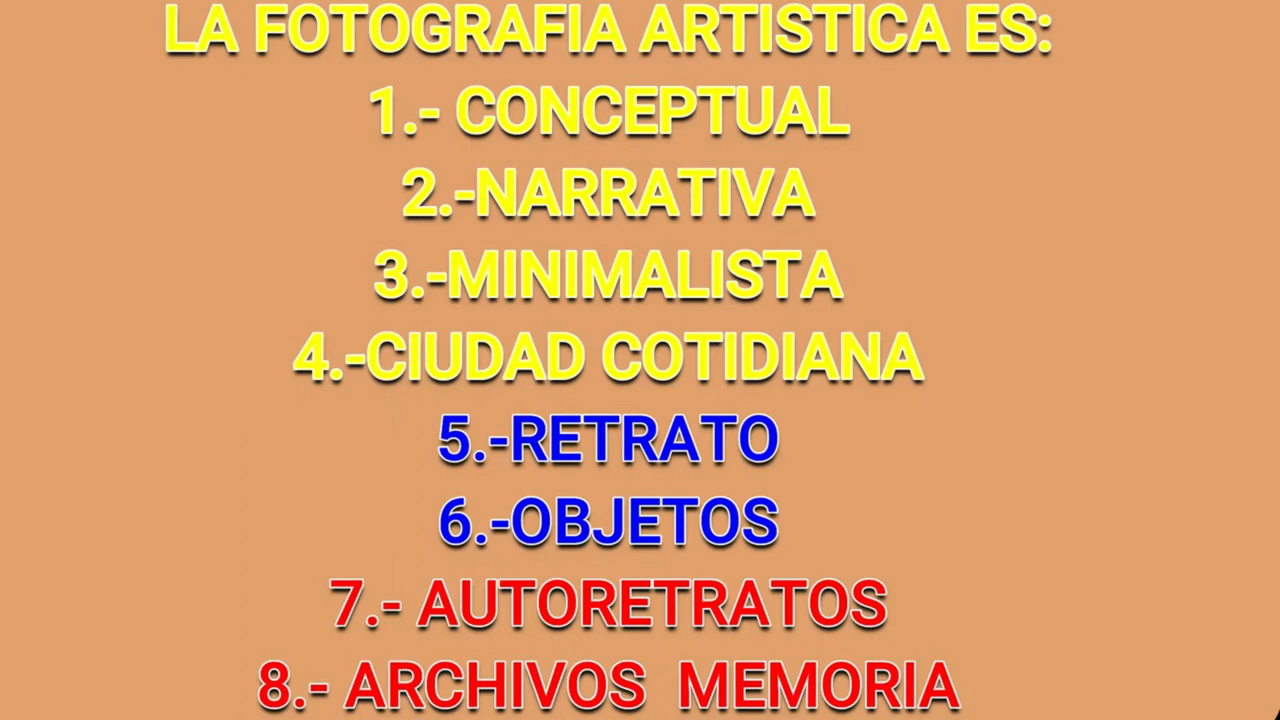 LA FOTOGRAFIA ARTISTICA ES:
1.- CONCEPTUAL
2.-NARRATIVA
3.-MINIMALISTA
4.-CIUDAD COTIDIANA
5.-RETRATO
6.-OBJETOS
7.- AUTORETRATOS
8.- ARCHIVOS  MEMORIA